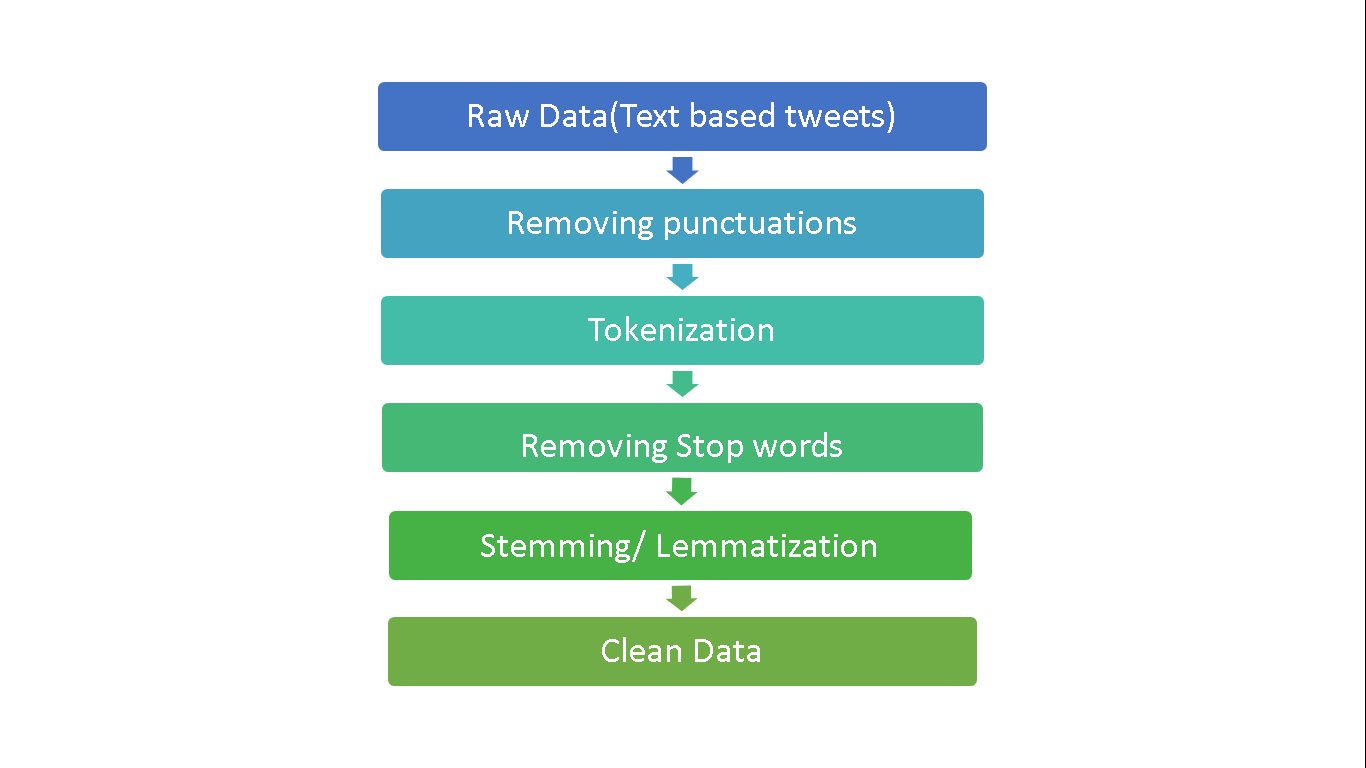 Raw Data(Text based tweets)
Removing punctuations
Tokenization
Removing Stop words
Stemming/ Lemmatization
Clean Data